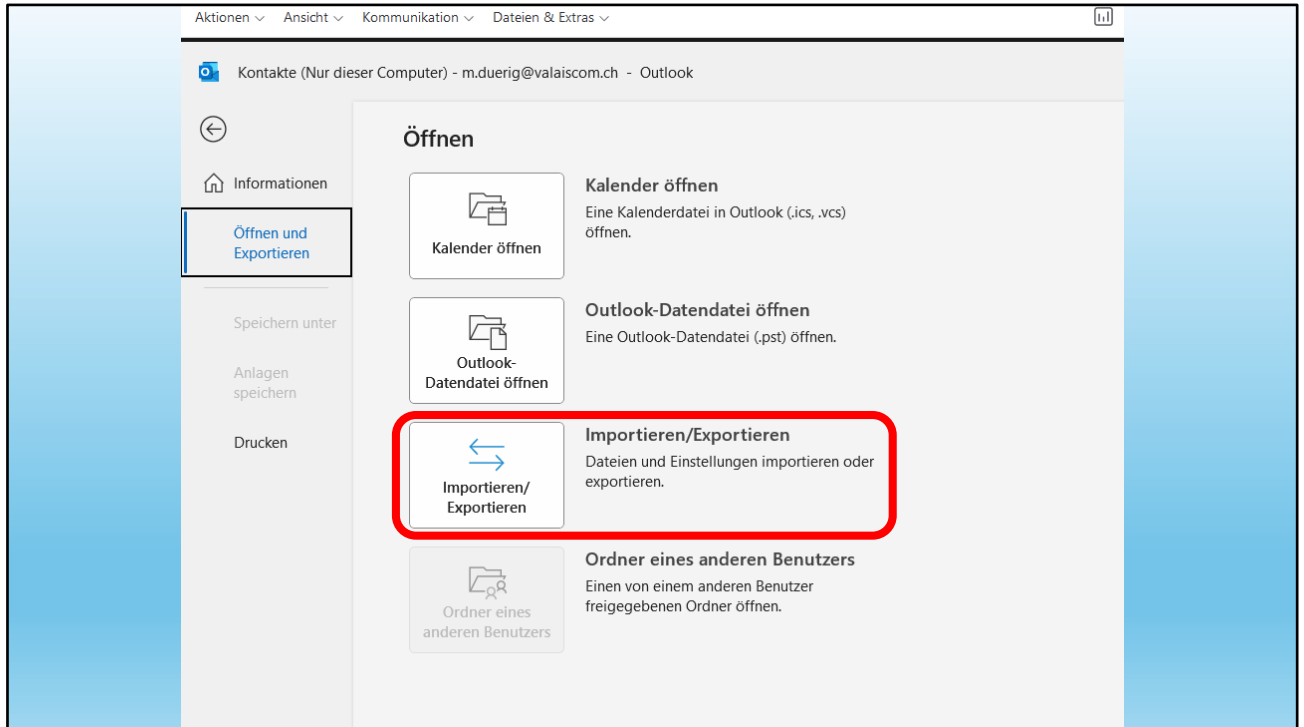 Aktionen Ansicht Kommunikation Dateien & Extras
Kontakte (Nur dieser Computer) - m.duerig@valaiscom.ch - Outlook
Informationen
Öffnen und
Exportieren
Speichern unter
Anlagen
speichern
Drucken
Öffnen
Kalender öffnen
Kalender öffnen
Eine Kalenderdatei in Outlook (.ics, .vcs)
öffnen.
Outlook-
Datendatei öffnen
Outlook-Datendatei öffnen
Eine Outlook-Datendatei (.pst) öffnen.
Importieren/
Exportieren
Importieren/Exportieren
Dateien und Einstellungen importieren oder
exportieren.
Ordner eines
anderen Benutzers
Ordner eines anderen Benutzers
Einen von einem anderen Benutzer
freigegebenen Ordner öffnen.